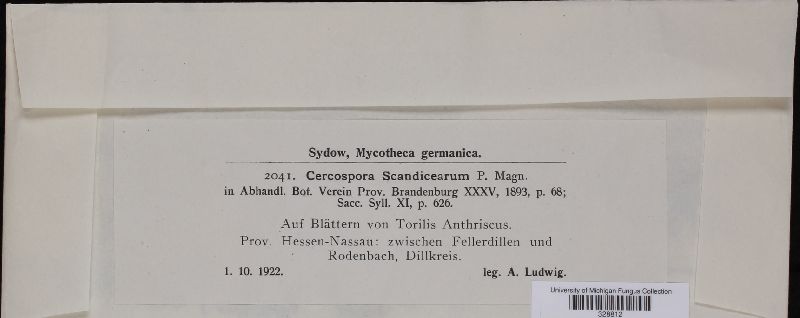 Sydow, Mycotheca germanica.
2041. Cercospora Scandicearum P. Magn.
in Abhandl. Bot. Verein Prov. Brandenburg XXXV, 1893, p. 68;
Sacc. Syll. XI, p. 626.
Auf Blättern von Torilis Anthriscus.
Prov. Hessen-Nassau: zwischen Fellerdillen und
Rodenbach, Dillkreis.
1. 10. 1922. leg. A. Ludwig.
University of Michigan Fungus Collection
328812